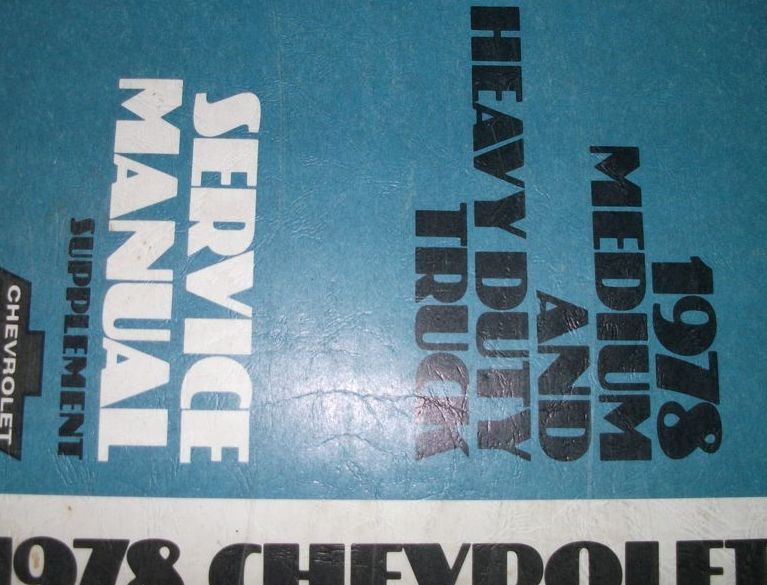 1978
MEDIUM
AND
HEAVY DUTY
TRUCK
SERVICE
MANUAL
SUPPLEMENT
CHEVROLET
1978 CHEVROLET